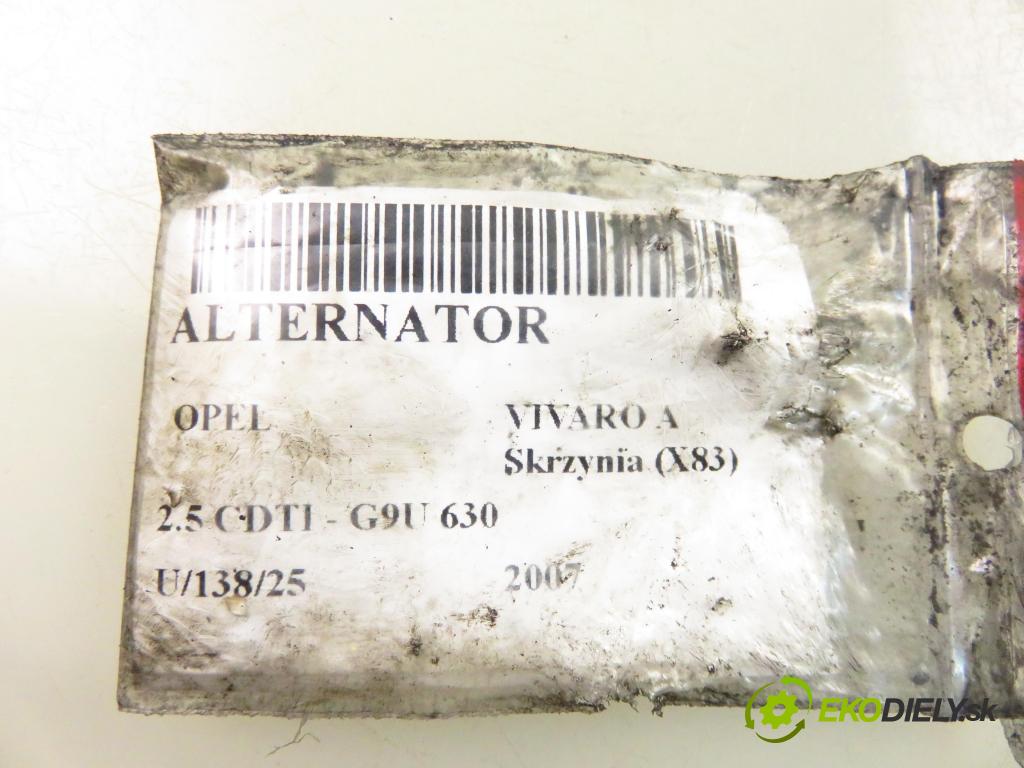 ALTERNATOR
OPEL VIVARO A
Skrzynia (X83)
2.5 CDTI - G9U 630
U/138/25 2007
EKODIELY.sk